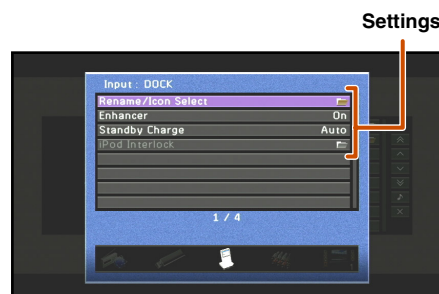 Settings
Input : DOCK
Rename/Icon Select
Enhancer On
Standby Charge Auto
iPod Interlock
1 / 4